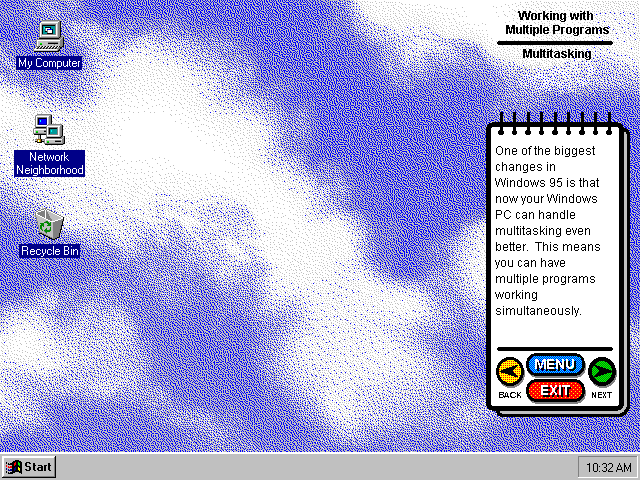 Working with
Multiple Programs
Multitasking
My Computer
Network
Neighborhood
Recycle Bin
One of the biggest
changes in
Windows 95 is that
now your Windows
PC can handle
multitasking even
better. This means
you can have
multiple programs
working
simultaneously.
MENU
EXIT
BACK
NEXT
Start
10:32 AM